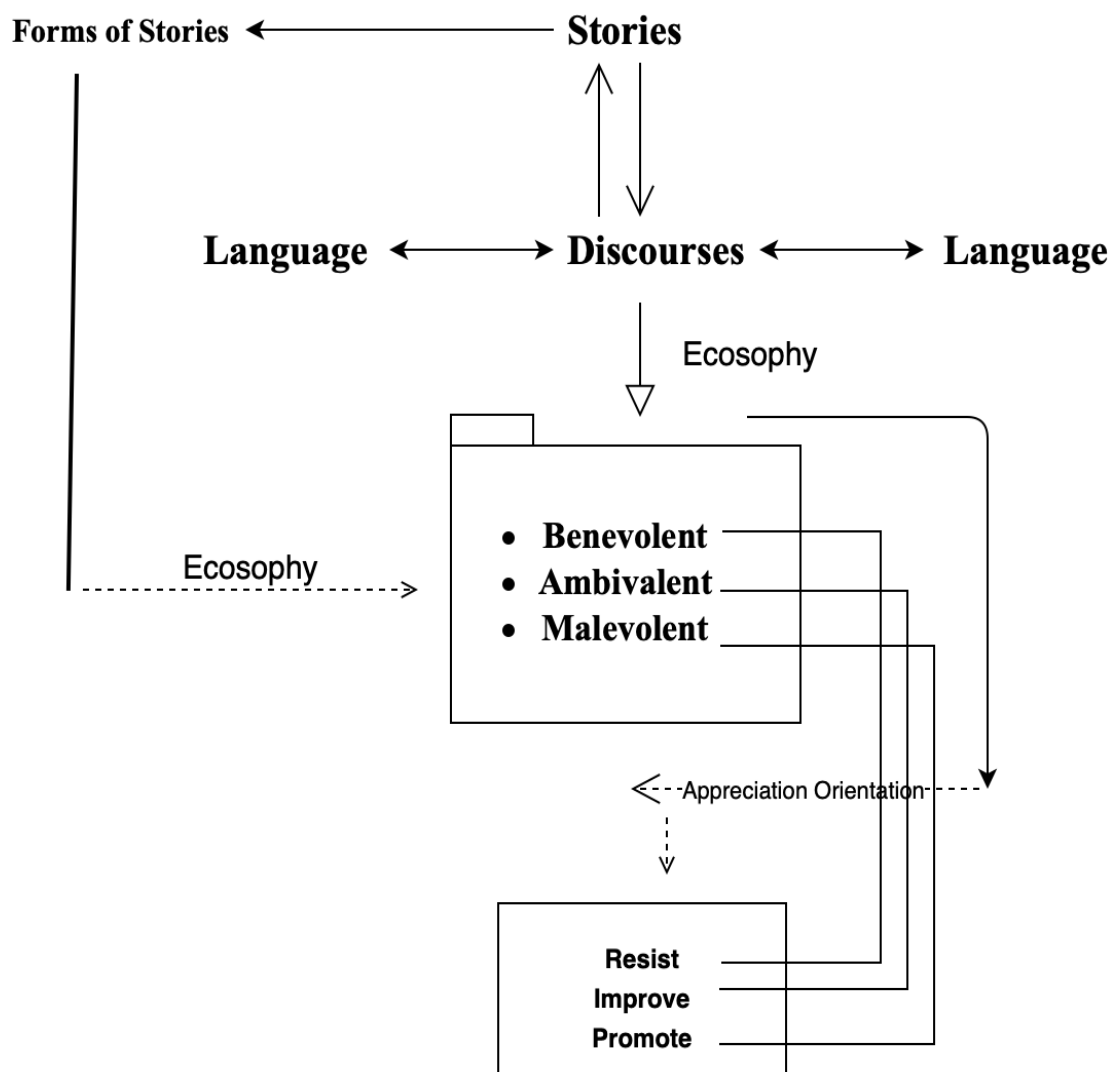 Forms of Stories
Stories
Language
Discourses
Language
Ecosophy
• Benevolent
• Ambivalent
• Malevolent
Ecosophy
Appreciation Orientation
Resist
Improve
Promote